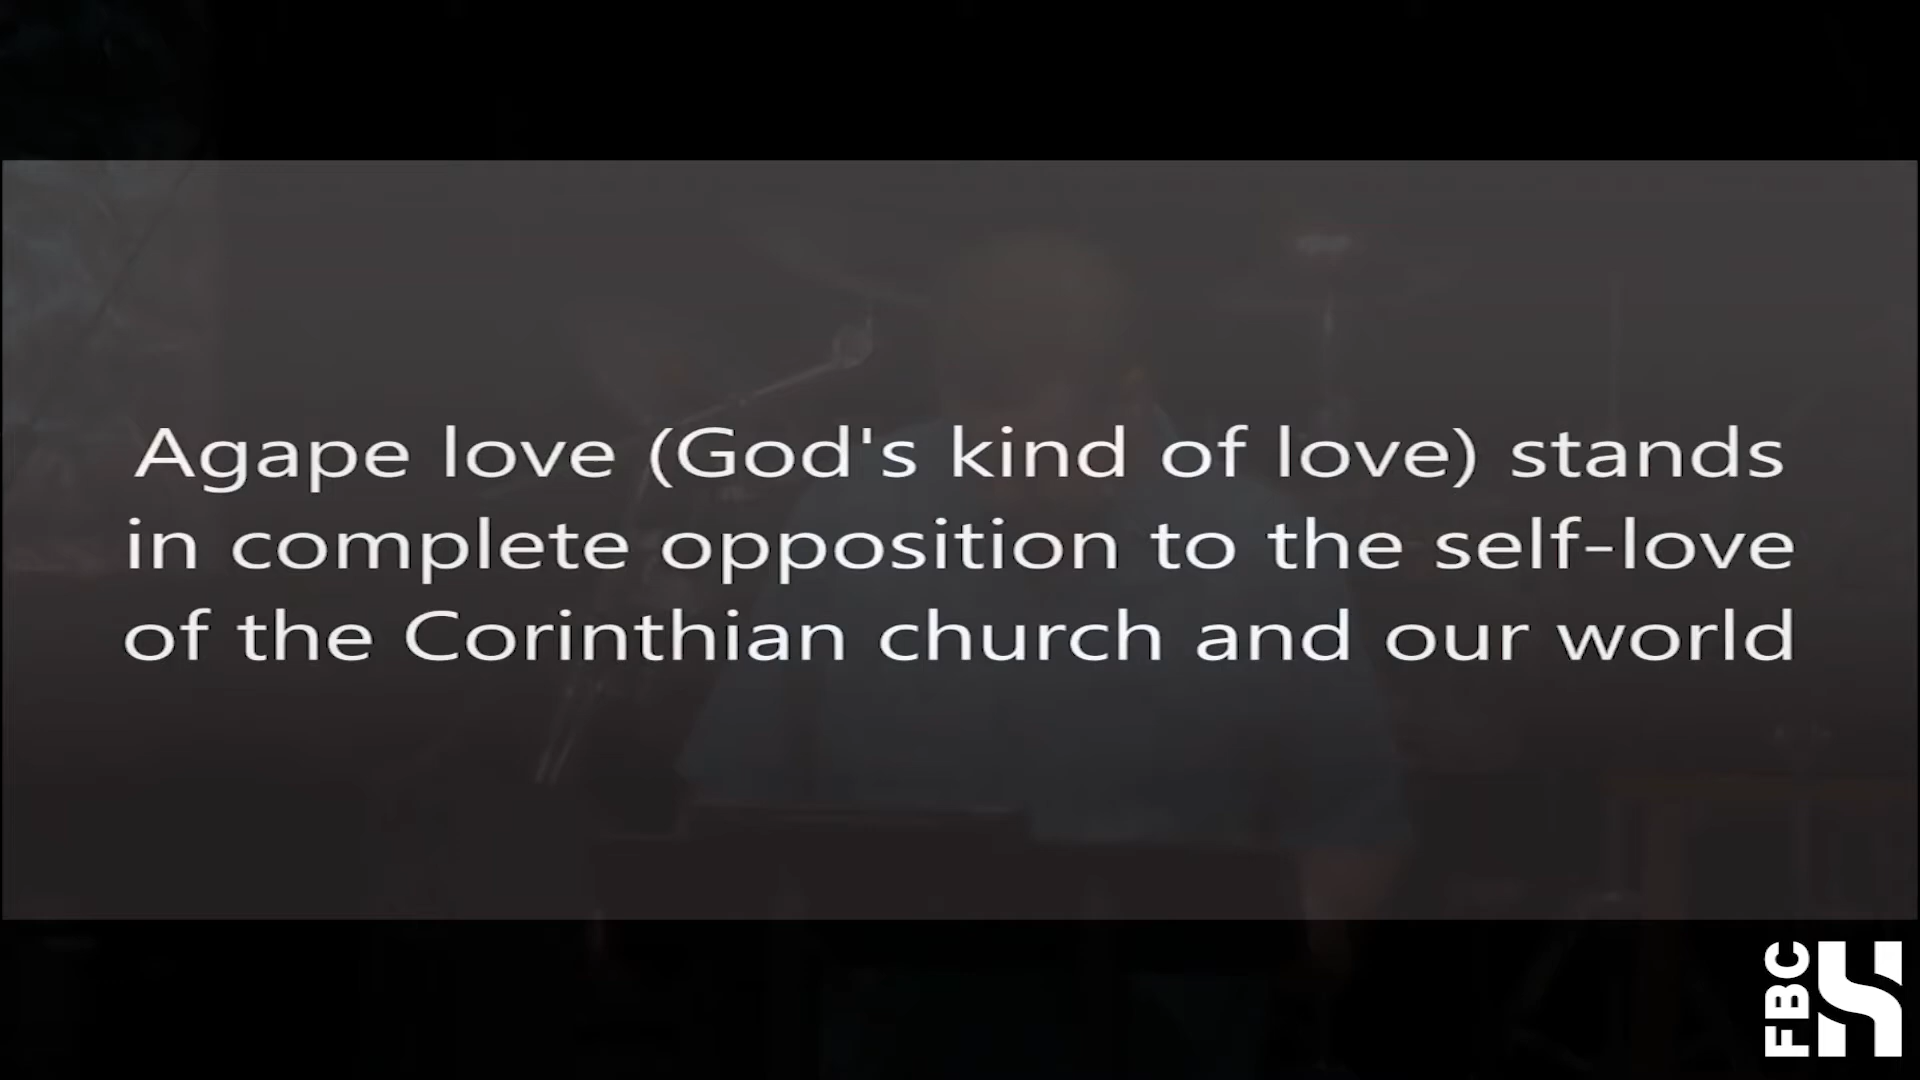 Agape love (God's kind of love) stands
in complete opposition to the self-love
of the Corinthian church and our world
FBC